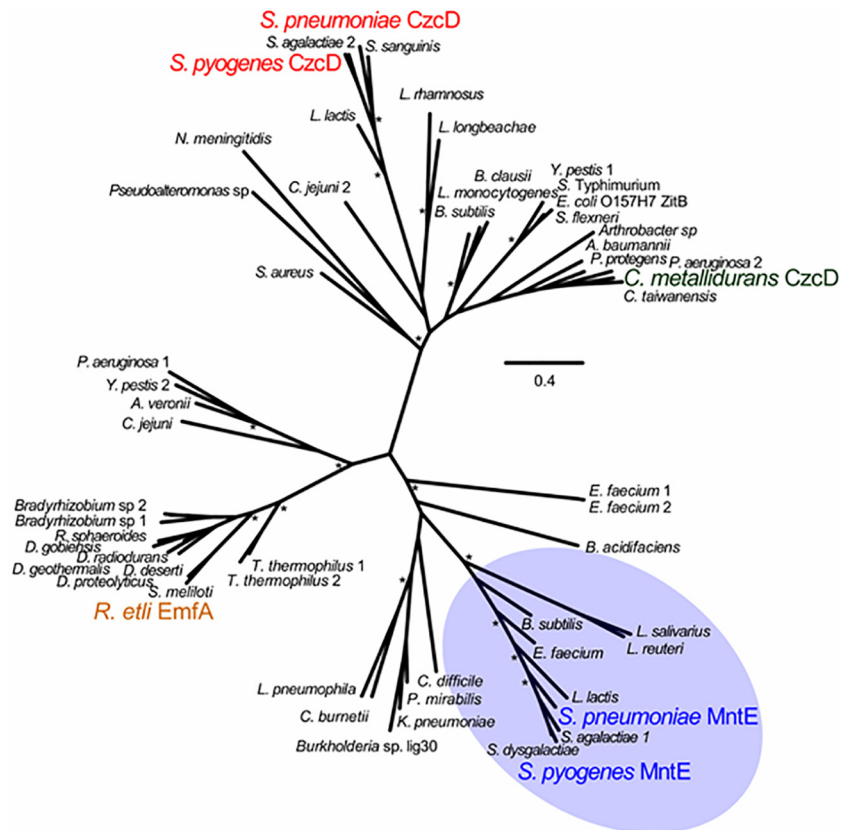 S. pneumoniae CzcD
S. agalactiae 2
S. sanguinis
S. pyogenes CzcD
L. rhamnosus
L. lactis
L. longbeachae
N. meningitidis
B. clausii
Y. pestis 1
S. Typhimurium
C. jejuni 2
L. monocytogenes
E. coli O157H7 ZitB
Pseudoalteromonas sp
B. subtilis
S. flexneri
Arthrobacter sp
A. baumannii
P. protegens
P. aeruginosa 2
S. aureus
C. metallidurans CzcD
C. taiwanensis
P. aeruginosa 1
0.4
Y. pestis 2
A. veronii
C. jejuni
E. faecium 1
E. faecium 2
Bradyrhizobium sp 2
Bradyrhizobium sp 1
R. sphaeroides
D. gobiensis
D. radiodurans
B. acidifaciens
D. geothermalis
D. deserti
T. thermophilus 1
D. proteolyticus
T. thermophilus 2
S. meliloti
R. etli EmfA
B. subtilis
L. salivarius
L. reuteri
E. faecium
L. pneumophila
C. difficile
P. mirabilis
L. lactis
C. burnetii
K. pneumoniae
S. pneumoniae MntE
S. agalactiae 1
Burkholderia sp. lig30
S. dysgalactiae
S. pyogenes MntE